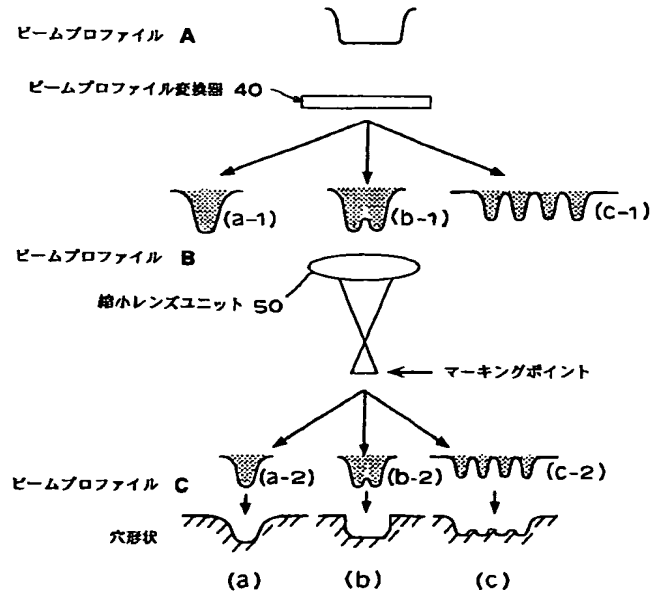 ビームプロファイル A
ビームプロファイル変換器 40
(a-1)
(b-1)
(c-1)
ビームプロファイル B
縮小レンズユニット 50
マーキングポイント
(a-2)
(b-2)
(c-2)
ビームプロファイル C
穴形状
(a)
(b)
(c)